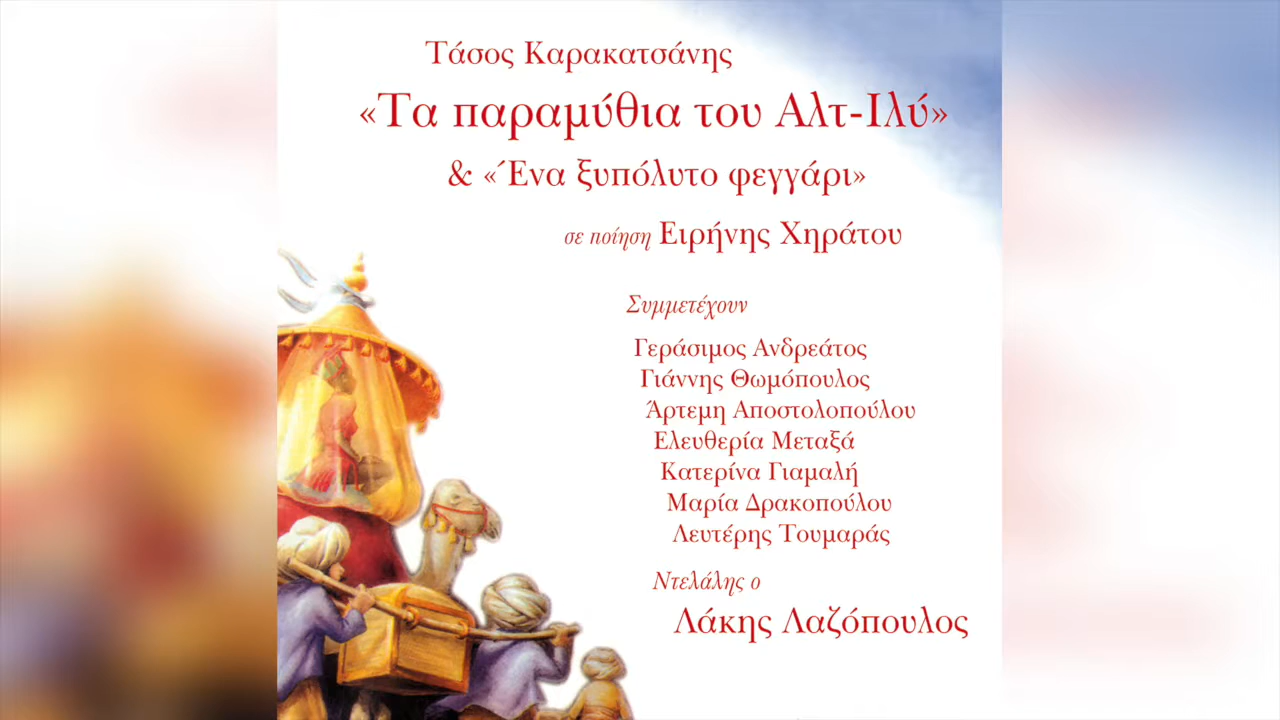 Τάσος Καρακατσάνης
«Τα παραμύθια του Αλτ-Ιλύ»
& «Ένα ξυπόλυτο φεγγάρι»
σε ποίηση Ειρήνης Χηράτου
Συμμετέχουν
Γεράσιμος Ανδρεάτος
Γιάννης Θωμόπουλος
Άρτεμη Αποστολοπούλου
Ελευθερία Μεταξά
Κατερίνα Γιαμαλή
Μαρία Δρακοπούλου
Λευτέρης Τουμαράς
Ντελάλης ο
Λάκης Λαζόπουλος